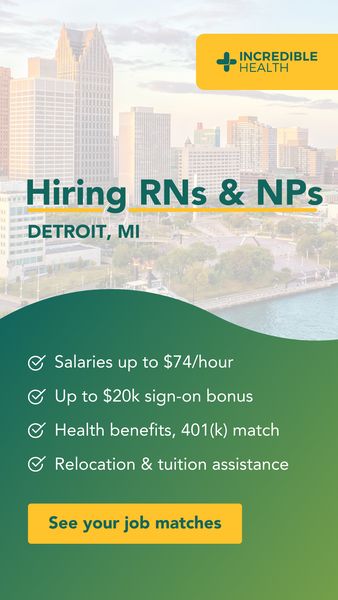 INCREDIBLE
HEALTH
Hiring RNs & NPs
DETROIT, MI
Salaries up to $74/hour
Up to $20k sign-on bonus
Health benefits, 401(k) match
Relocation & tuition assistance
See your job matches